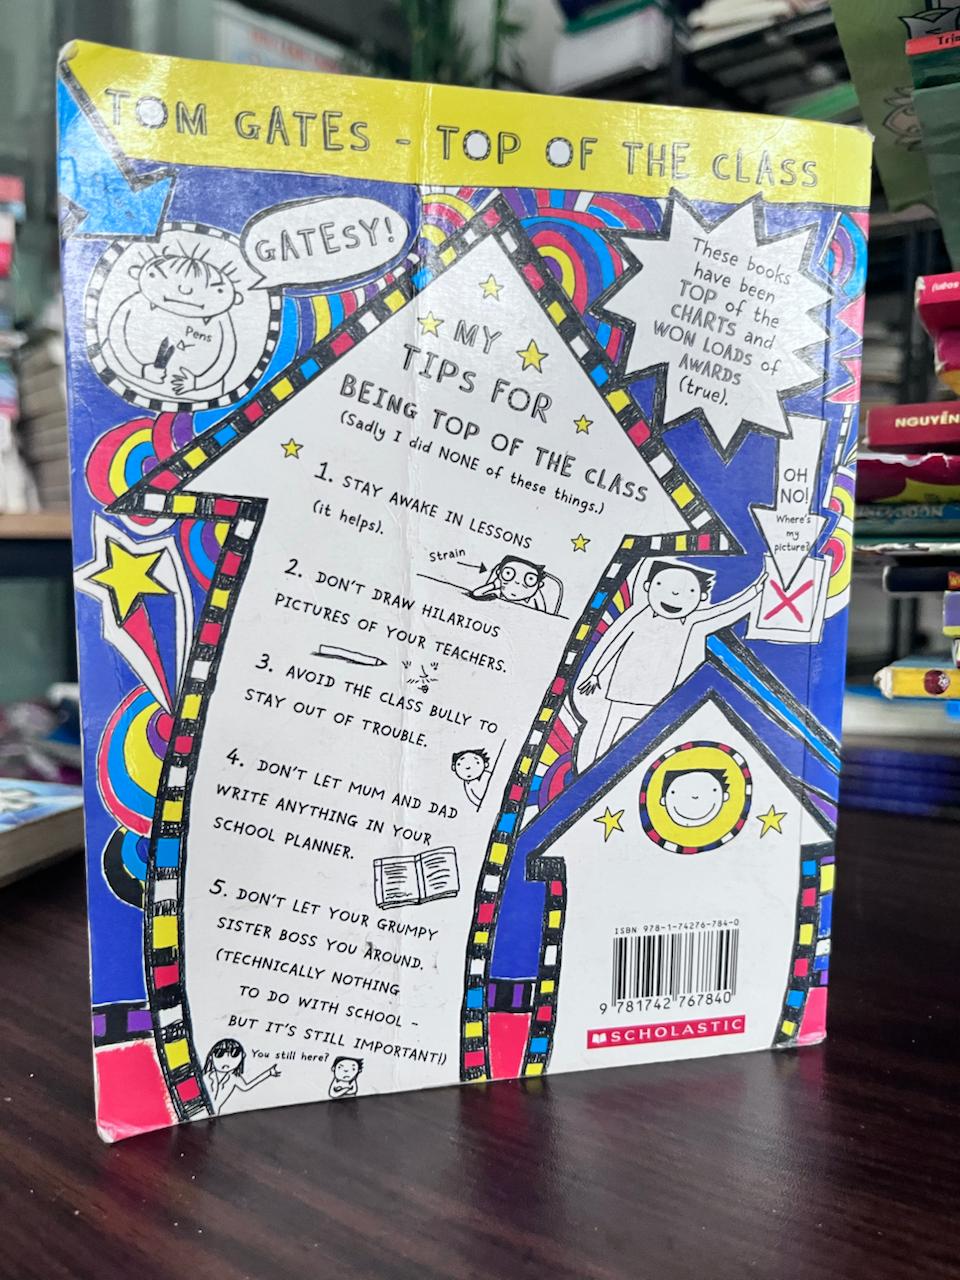 TOM GATES - TOP OF THE CLASS
GATESY!
Pens
These books
have been
TOP of the
CHARTS and
WON LOADS of
AWARDS
(true).
MY
TIPS FOR
BEING TOP OF THE CLASS
(Sadly I did NONE of these things.)
1. STAY AWAKE IN LESSONS
(it helps).
Strain
2. DON'T DRAW HILARIOUS
PICTURES OF YOUR TEACHERS.
3. AVOID THE CLASS BULLY TO
STAY OUT OF TROUBLE.
4. DON'T LET MUM AND DAD
WRITE ANYTHING IN YOUR
SCHOOL PLANNER.
5. DON'T LET YOUR GRUMPY
SISTER BOSS YOU AROUND.
(TECHNICALLY NOTHING
TO DO WITH SCHOOL -
BUT IT'S STILL IMPORTANT!)
You still here?
OH
NO!
Where's
my
picture?
ISBN 978-1-74276-784-0
9 781742 767840
SCHOLASTIC
NGUYỄN